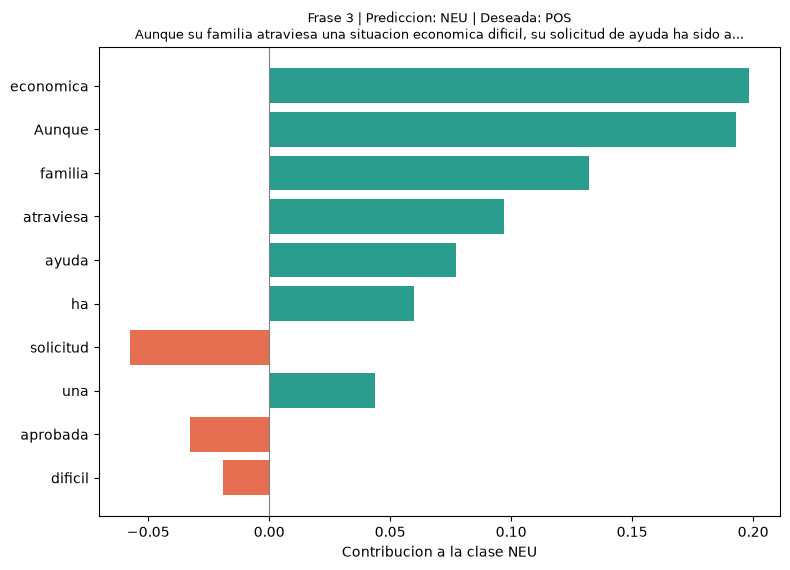 Frase 3 | Prediccion: NEU | Deseada: POS
Aunque su familia atraviesa una situacion economica dificil, su solicitud de ayuda ha sido a...
economica
Aunque
familia
atraviesa
ayuda
ha
solicitud
una
aprobada
dificil
−0.05 0.00 0.05 0.10 0.15 0.20
Contribucion a la clase NEU